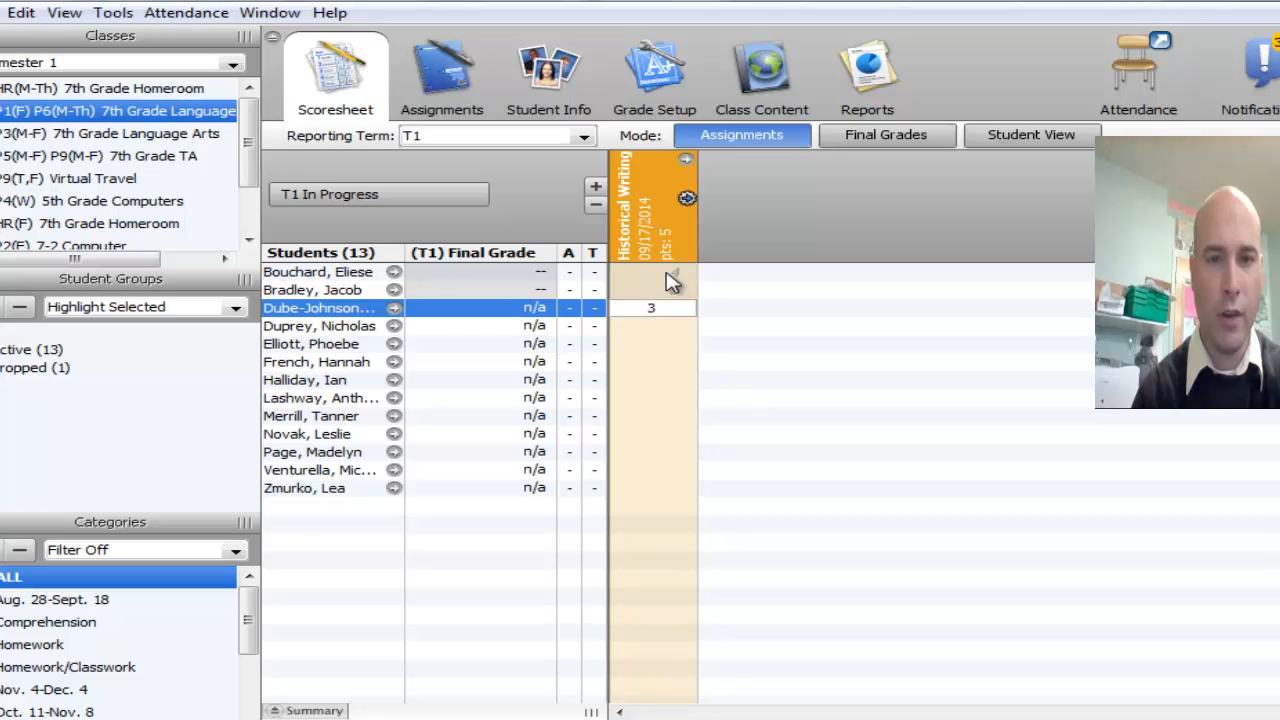 Edit View Tools Attendance Window Help
Classes
mester 1
HR(M-Th) 7th Grade Homeroom
P1(F) P6(M-Th) 7th Grade Language
P3(M-F) 7th Grade Language Arts
P5(M-F) P9(M-F) 7th Grade TA
P9(T,F) Virtual Travel
P4(W) 5th Grade Computers
HR(F) 7th Grade Homeroom
P2(F) 7-2 Computer
Student Groups
Highlight Selected
ctive (13)
ropped (1)
Categories
Filter Off
ALL
Aug. 28-Sept. 18
Comprehension
Homework
Homework/Classwork
Nov. 4-Dec. 4
Oct. 11-Nov. 8
Scoresheet
Assignments
Student Info
Grade Setup
Class Content
Reports
Attendance
Notificati
Reporting Term: T1
Mode: Assignments Final Grades Student View
T1 In Progress
Historical Writing
09/17/2014
pts: 5
Students (13) (T1) Final Grade A T
Bouchard, Eliese -- - -
Bradley, Jacob -- - -
Dube-Johnson... n/a - - 3
Duprey, Nicholas n/a - -
Elliott, Phoebe n/a - -
French, Hannah n/a - -
Halliday, Ian n/a - -
Lashway, Anth... n/a - -
Merrill, Tanner n/a - -
Novak, Leslie n/a - -
Page, Madelyn n/a - -
Venturella, Mic... n/a - -
Zmurko, Lea n/a - -
Summary